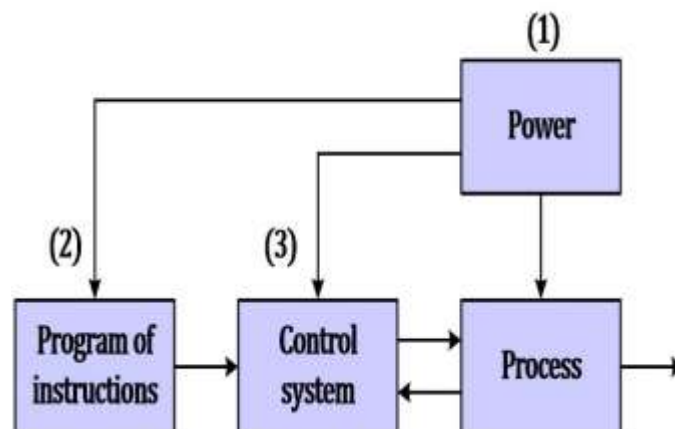 (1)
Power
(2)
(3)
Program of
instructions
Control
system
Process